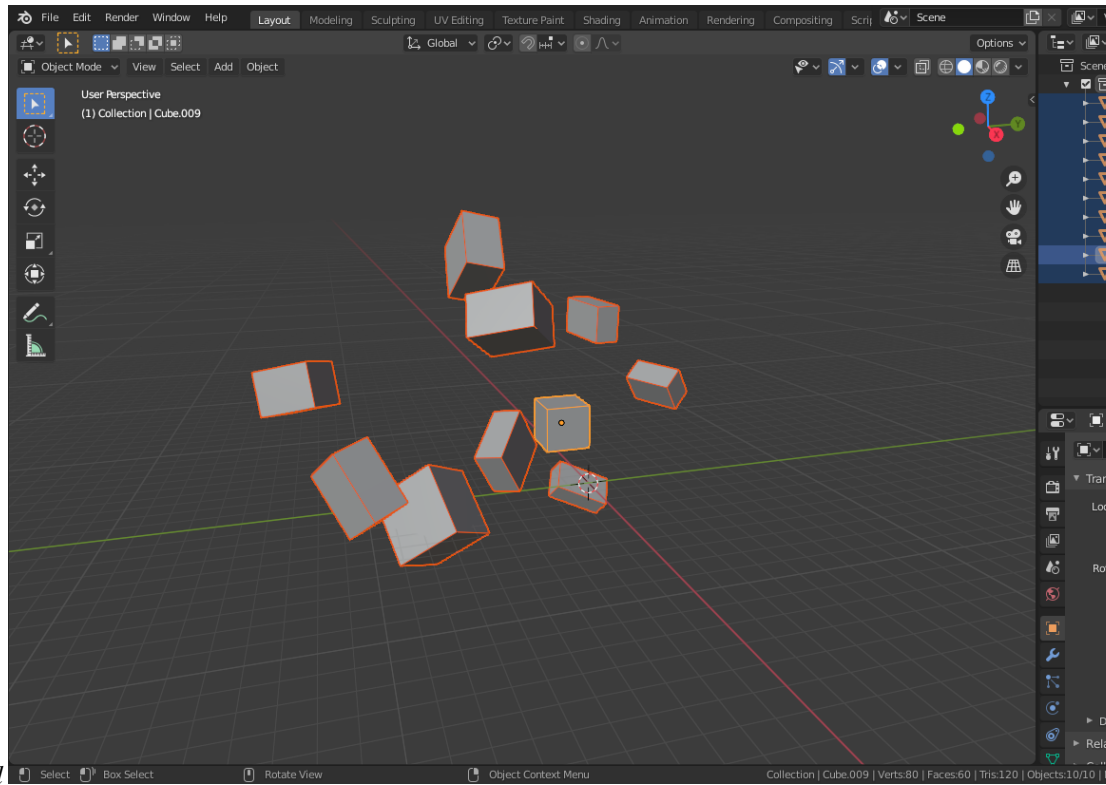 File Edit Render Window Help Layout Modeling Sculpting UV Editing Texture Paint Shading Animation Rendering Compositing Scene
Global Options
Object Mode View Select Add Object
User Perspective
(1) Collection | Cube.009
Z
Y
X
Select Box Select Rotate View Object Context Menu Collection | Cube.009 | Verts:80 | Faces:60 | Tris:120 | Objects:10/10 |